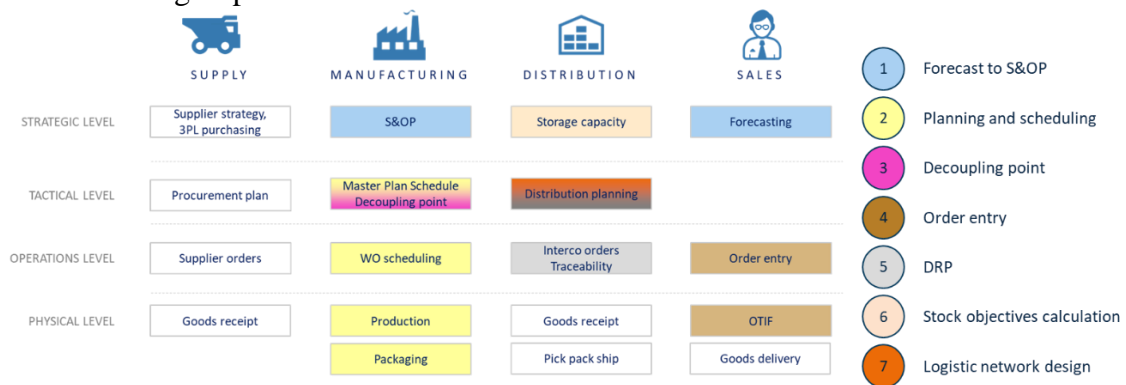 SUPPLY
MANUFACTURING
DISTRIBUTION
SALES
STRATEGIC LEVEL
Supplier strategy,
3PL purchasing
S&OP
Storage capacity
Forecasting
TACTICAL LEVEL
Procurement plan
Master Plan Schedule
Decoupling point
Distribution planning
OPERATIONS LEVEL
Supplier orders
WO scheduling
Interco orders
Traceability
Order entry
PHYSICAL LEVEL
Goods receipt
Production
Goods receipt
OTIF
Packaging
Pick pack ship
Goods delivery
1 Forecast to S&OP
2 Planning and scheduling
3 Decoupling point
4 Order entry
5 DRP
6 Stock objectives calculation
7 Logistic network design